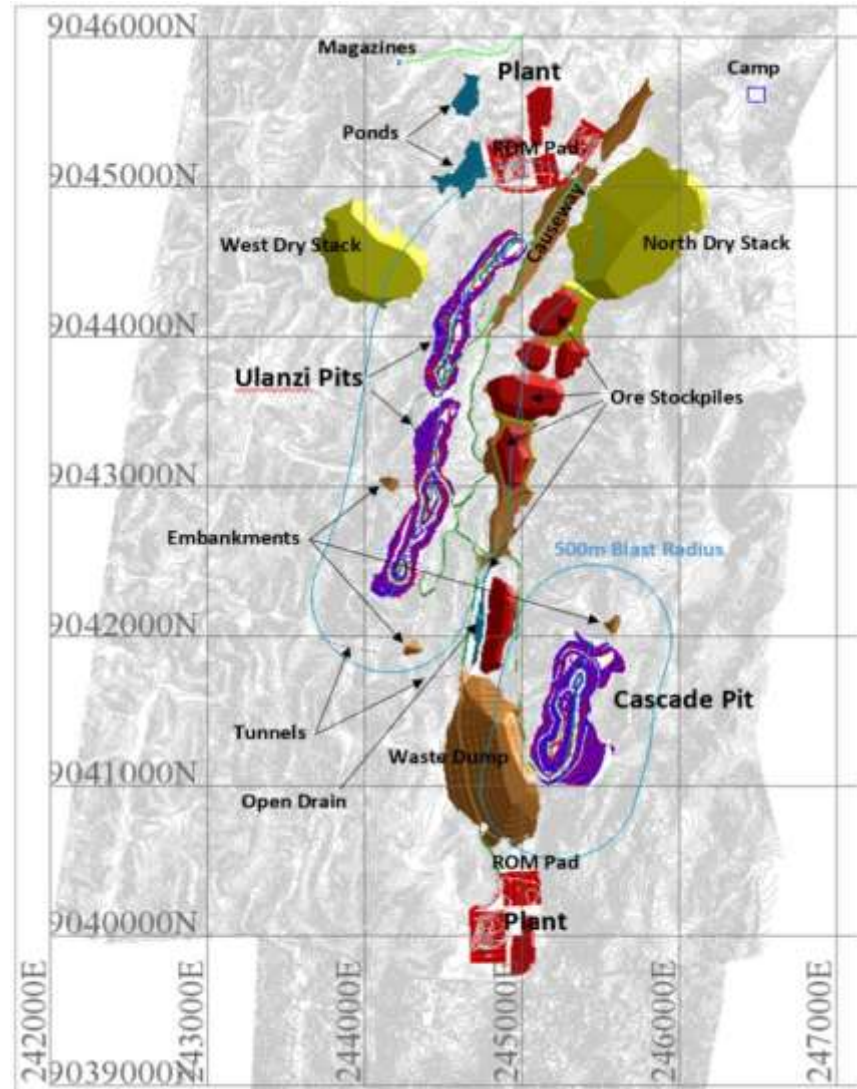 9046000N
Magazines
Plant
Camp
Ponds
ROM Pad
9045000N
Causeway
West Dry Stack
North Dry Stack
9044000N
Ulanzi Pits
Ore Stockpiles
9043000N
Embankments
500m Blast Radius
9042000N
Cascade Pit
Tunnels
Waste Dump
9041000N
Open Drain
ROM Pad
Plant
9040000N
9039000N
242000E
243000E
244000E
245000E
246000E
247000E